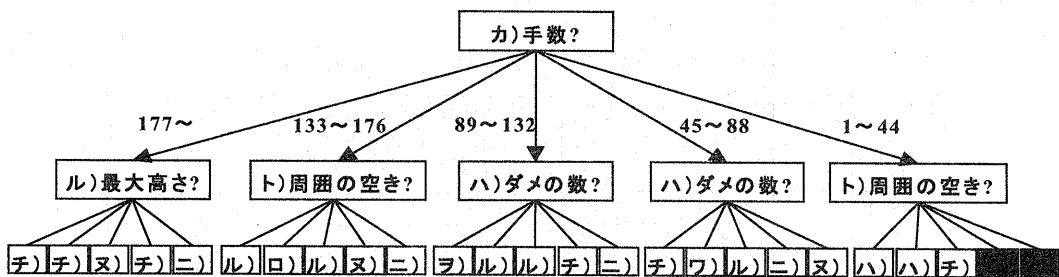 カ)手数?
177～ 133～176 89～132 45～88 1～44
ル)最大高さ? ト)周囲の空き? ハ)ダメの数? ハ)ダメの数? ト)周囲の空き?
チ) チ) ヌ) チ) ニ) ル) ロ) ル) ヌ) ニ) ヲ) ル) ル) チ) ニ) チ) ワ) ル) ニ) ヌ) ハ) ハ) チ)